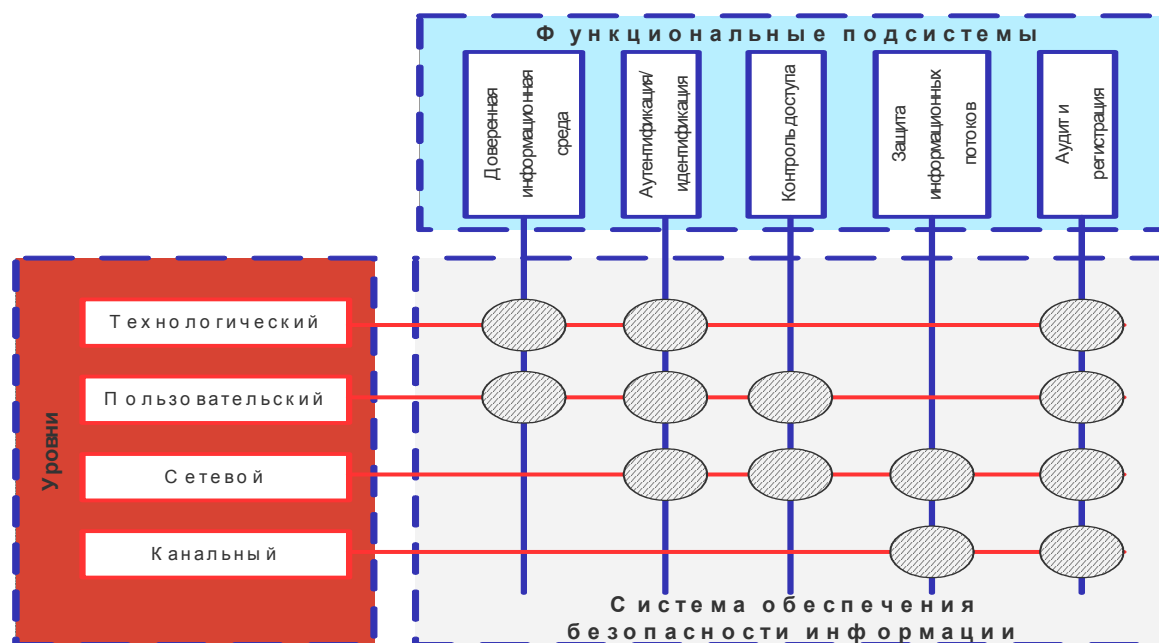 Функциональные подсистемы
Доверенная
информационная
среда
Аутентификация/
идентификация
Контроль доступа
Защита
информационных
потоков
Аудит и
регистрация
Уровни
Технологический
Пользовательский
Сетевой
Канальный
Система обеспечения
безопасности информации